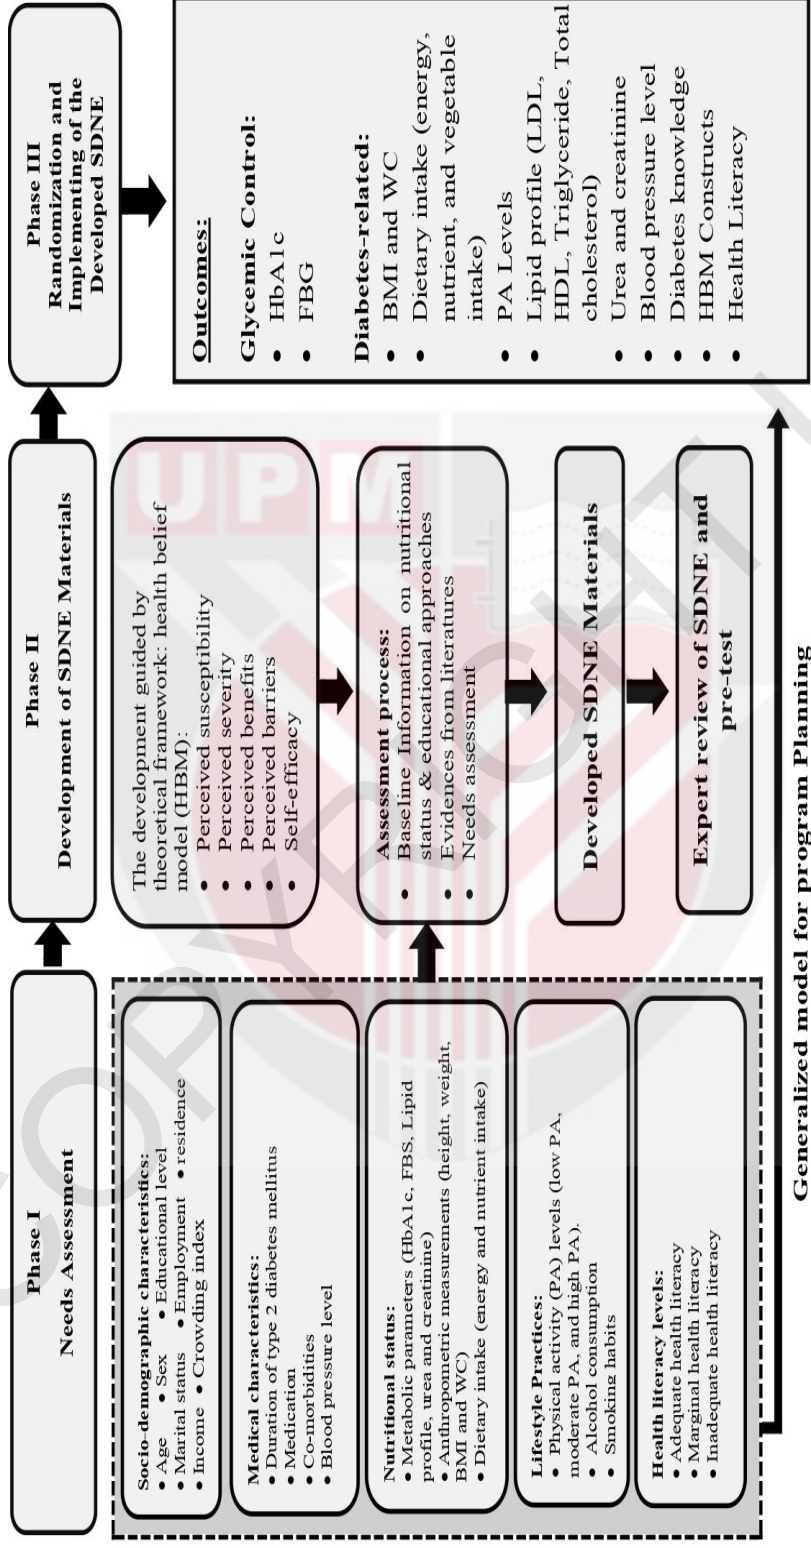 Phase I
Needs Assessment
Socio-demographic characteristics:
• Age • Sex • Educational level
• Marital status • Employment • residence
• Income • Crowding index
Medical characteristics:
• Duration of type 2 diabetes mellitus
• Medication
• Co-morbidities
• Blood pressure level
Nutritional status:
• Metabolic parameters (HbA1c, FBS, Lipid
profile, urea and creatinine)
• Anthropometric measurements (height, weight,
BMI and WC)
• Dietary intake (energy and nutrient intake)
Lifestyle Practices:
• Physical activity (PA) levels (low PA,
moderate PA, and high PA).
• Alcohol consumption
• Smoking habits
Health literacy levels:
• Adequate health literacy
• Marginal health literacy
• Inadequate health literacy
Phase II
Development of SDNE Materials
The development guided by
theoretical framework: health belief
model (HBM):
• Perceived susceptibility
• Perceived severity
• Perceived benefits
• Perceived barriers
• Self-efficacy
Assessment process:
• Baseline Information on nutritional
status & educational approaches
• Evidences from literatures
• Needs assessment
Developed SDNE Materials
Expert review of SDNE and
pre-test
Phase III
Randomization and
Implementing of the
Developed SDNE
Outcomes:
Glycemic Control:
• HbA1c
• FBG
Diabetes-related:
• BMI and WC
• Dietary intake (energy,
nutrient, and vegetable
intake)
• PA Levels
• Lipid profile (LDL,
HDL, Triglyceride, Total
cholesterol)
• Urea and creatinine
• Blood pressure level
• Diabetes knowledge
• HBM Constructs
• Health Literacy
Generalized model for program Planning
UPM
COPYRIGHT